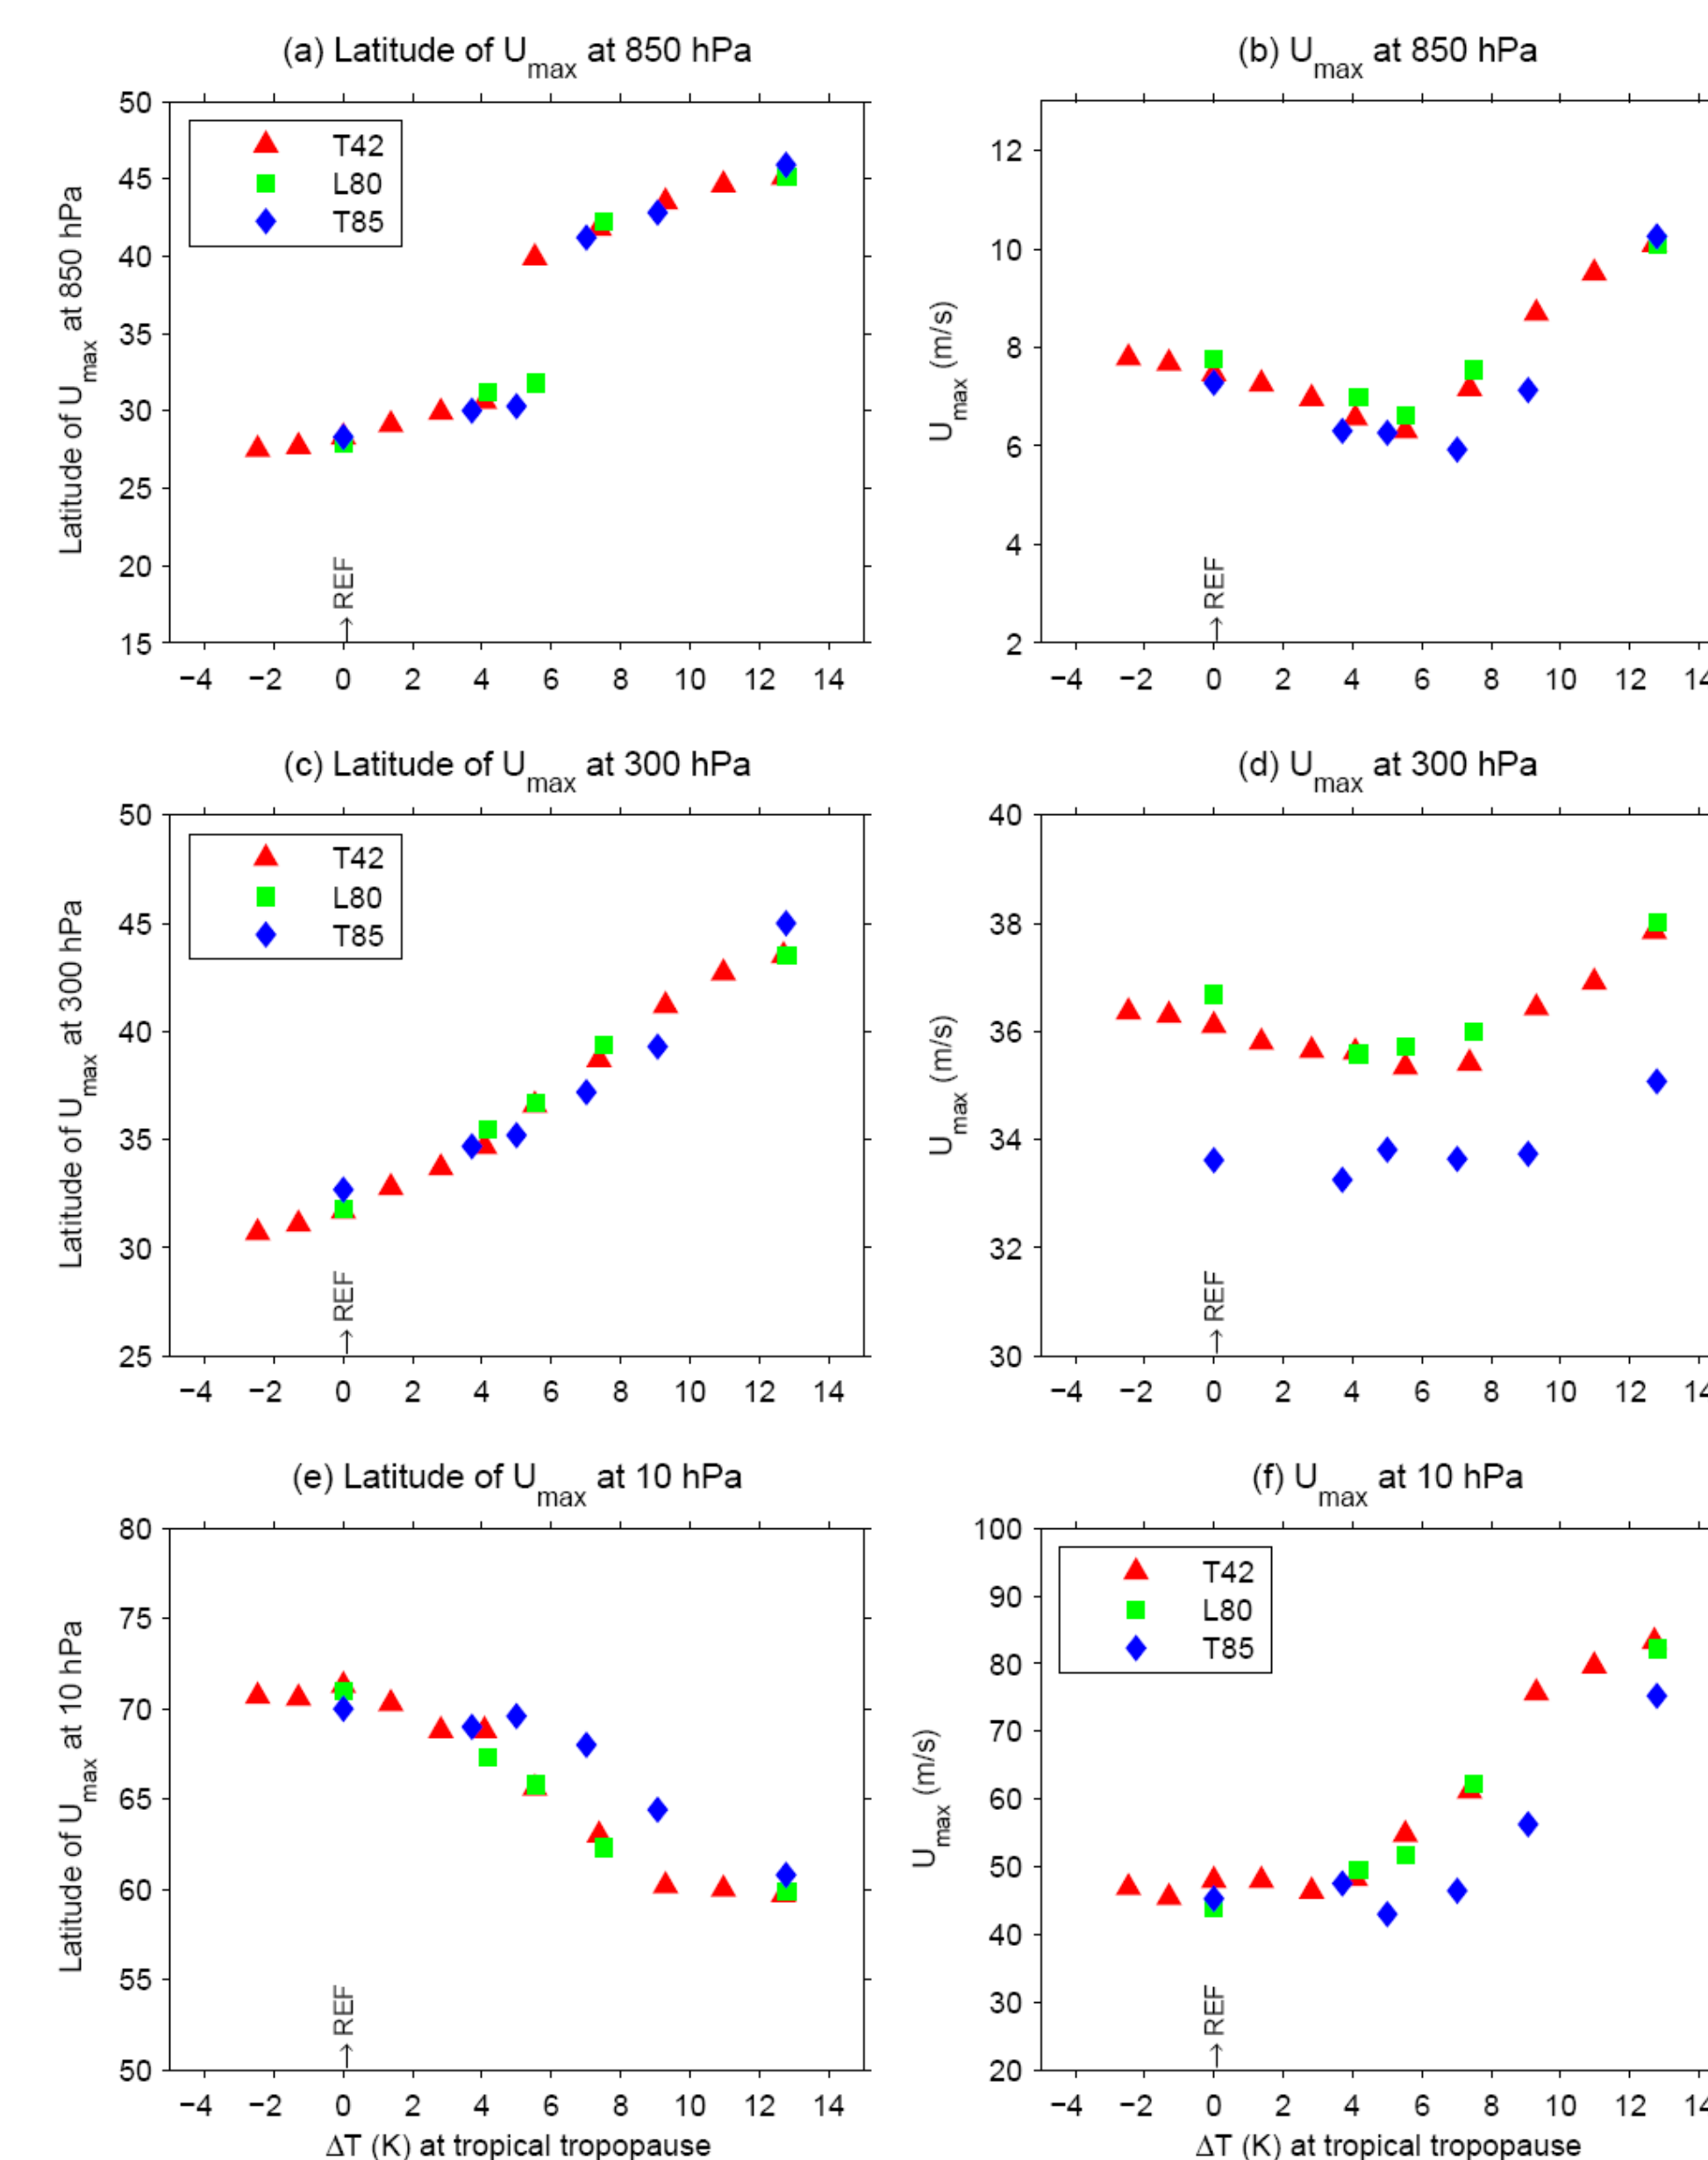 (a) Latitude of Umax at 850 hPa
Latitude of Umax at 850 hPa
50
45
40
35
30
25
20
15
T42
L80
T85
↑ REF
−4 −2 0 2 4 6 8 10 12 14
(b) Umax at 850 hPa
Umax (m/s)
12
10
8
6
4
2
↑ REF
−4 −2 0 2 4 6 8 10 12 14
(c) Latitude of Umax at 300 hPa
Latitude of Umax at 300 hPa
50
45
40
35
30
25
T42
L80
T85
↑ REF
−4 −2 0 2 4 6 8 10 12 14
(d) Umax at 300 hPa
Umax (m/s)
40
38
36
34
32
30
↑ REF
−4 −2 0 2 4 6 8 10 12 14
(e) Latitude of Umax at 10 hPa
Latitude of Umax at 10 hPa
80
75
70
65
60
55
50
↑ REF
−4 −2 0 2 4 6 8 10 12 14
ΔT (K) at tropical tropopause
(f) Umax at 10 hPa
Umax (m/s)
100
90
80
70
60
50
40
30
20
T42
L80
T85
↑ REF
−4 −2 0 2 4 6 8 10 12 14
ΔT (K) at tropical tropopause